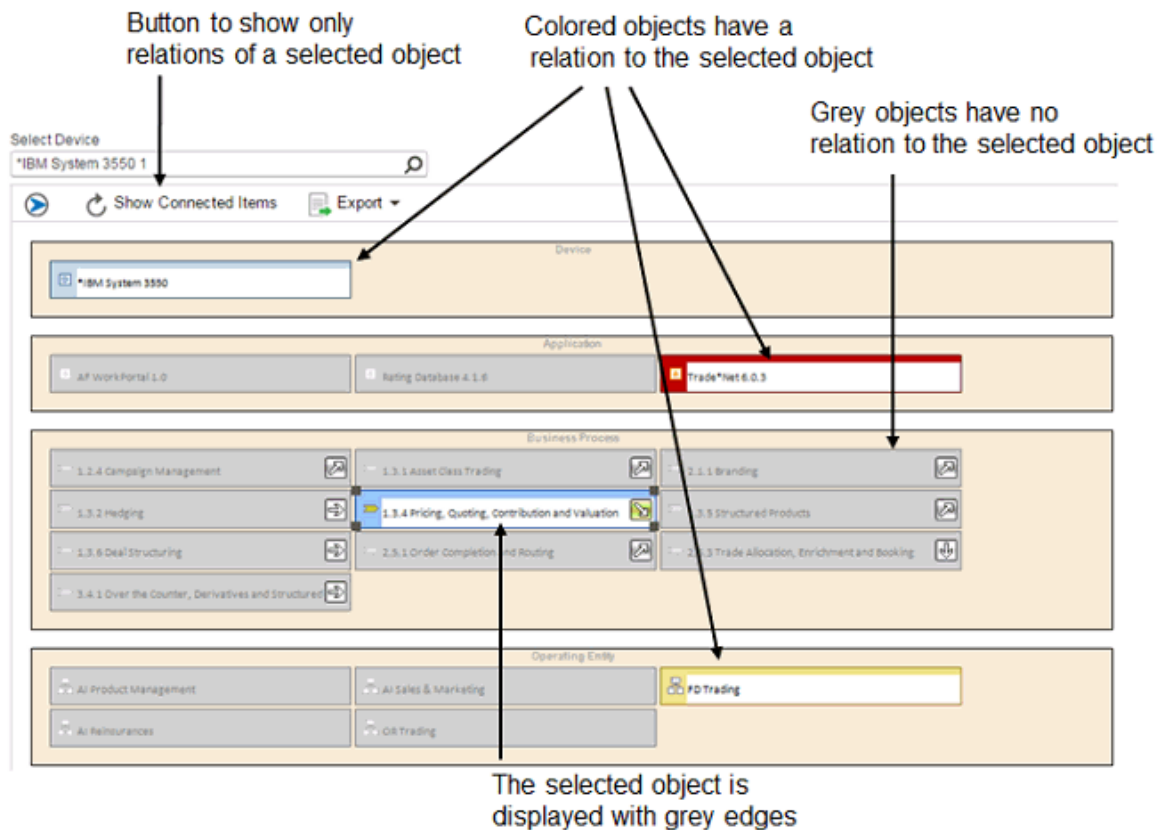 Button to show only
relations of a selected object
Colored objects have a
relation to the selected object
Grey objects have no
relation to the selected object
Select Device
*IBM System 3550 1
Show Connected Items
Export
Device
*IBM System 3550
Application
AF WorkPortal 1.0
Rating Database 4.1.6
Trade*Net 6.0.3
Business Process
1.2.4 Campaign Management
1.3.1 Asset Class Trading
2.1.1 Branding
1.3.2 Hedging
1.3.4 Pricing, Quoting, Contribution and Valuation
Structured Products
1.3.6 Deal Structuring
2.5.1 Order Completion and Routing
Trade Allocation, Enrichment and Booking
3.4.1 Over the Counter, Derivatives and Structured
Operating Entity
AI Product Management
AI Sales & Marketing
FD Trading
AI Reinsurances
OR Trading
The selected object is
displayed with grey edges